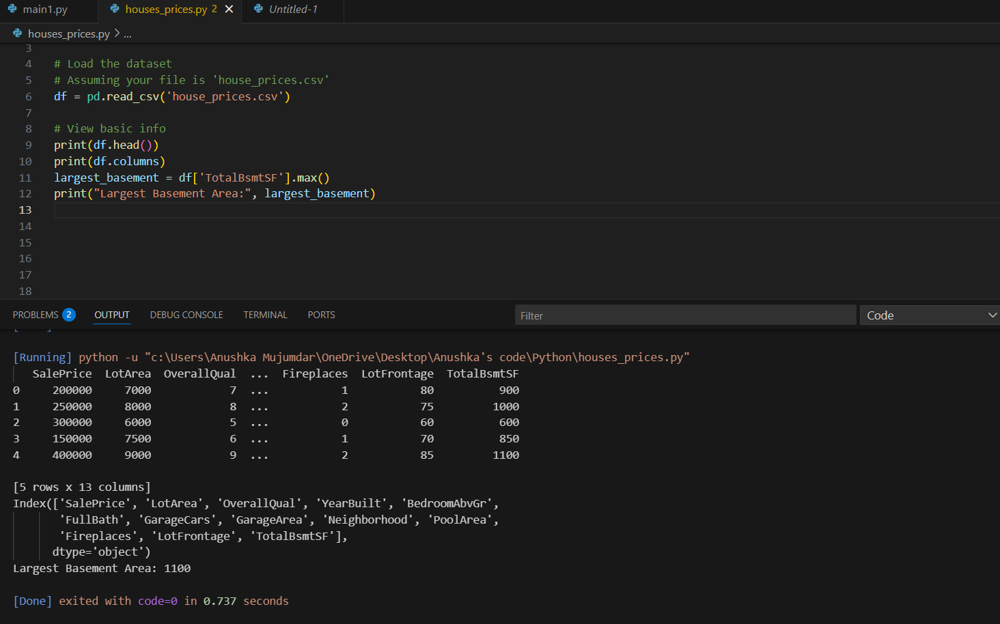 main1.py houses_prices.py 2 Untitled-1
houses_prices.py > ...
3
4 # Load the dataset
5 # Assuming your file is 'house_prices.csv'
6 df = pd.read_csv('house_prices.csv')
7
8 # View basic info
9 print(df.head())
10 print(df.columns)
11 largest_basement = df['TotalBsmtSF'].max()
12 print("Largest Basement Area:", largest_basement)
13
14
15
16
17
18
PROBLEMS 2 OUTPUT DEBUG CONSOLE TERMINAL PORTS Filter Code
[Running] python -u "c:\Users\Anushka Mujumdar\OneDrive\Desktop\Anushka's code\Python\houses_prices.py"
SalePrice LotArea OverallQual ... Fireplaces LotFrontage TotalBsmtSF
0 200000 7000 7 ... 1 80 900
1 250000 8000 8 ... 2 75 1000
2 300000 6000 5 ... 0 60 600
3 150000 7500 6 ... 1 70 850
4 400000 9000 9 ... 2 85 1100
[5 rows x 13 columns]
Index(['SalePrice', 'LotArea', 'OverallQual', 'YearBuilt', 'BedroomAbvGr',
'FullBath', 'GarageCars', 'GarageArea', 'Neighborhood', 'PoolArea',
'Fireplaces', 'LotFrontage', 'TotalBsmtSF'],
dtype='object')
Largest Basement Area: 1100
[Done] exited with code=0 in 0.737 seconds